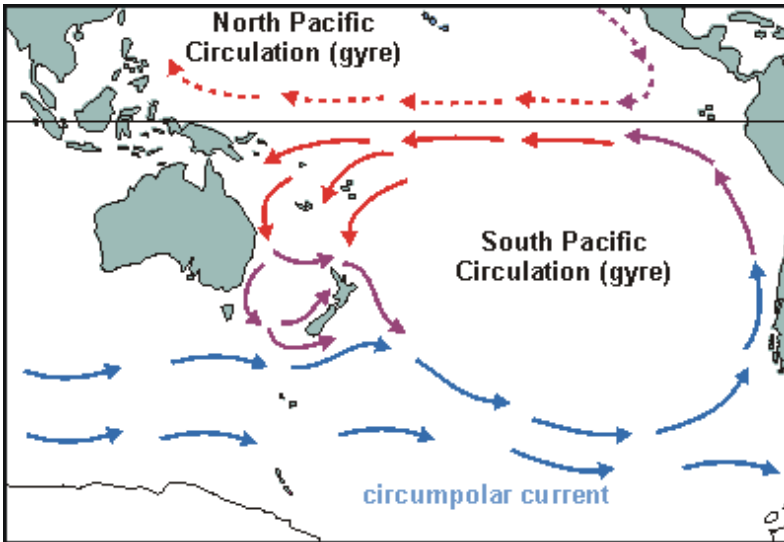 North Pacific
Circulation (gyre)
South Pacific
Circulation (gyre)
circumpolar current